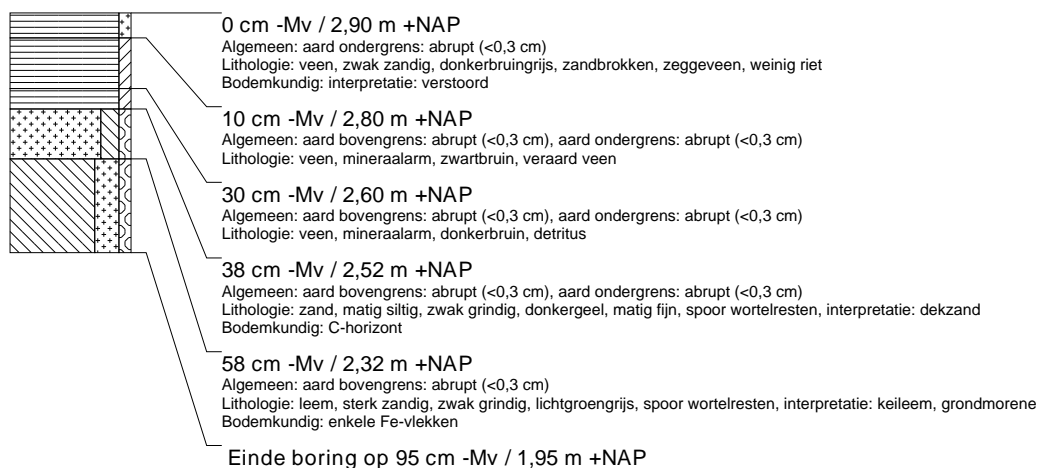 0 cm -Mv / 2,90 m +NAP
Algemeen: aard ondergrens: abrupt (<0,3 cm)
Lithologie: veen, zwak zandig, donkerbruingrijs, zandbrokken, zeggeveen, weinig riet
Bodemkundig: interpretatie: verstoord
10 cm -Mv / 2,80 m +NAP
Algemeen: aard bovengrens: abrupt (<0,3 cm), aard ondergrens: abrupt (<0,3 cm)
Lithologie: veen, mineraalarm, zwartbruin, veraard veen
30 cm -Mv / 2,60 m +NAP
Algemeen: aard bovengrens: abrupt (<0,3 cm), aard ondergrens: abrupt (<0,3 cm)
Lithologie: veen, mineraalarm, donkerbruin, detritus
38 cm -Mv / 2,52 m +NAP
Algemeen: aard bovengrens: abrupt (<0,3 cm), aard ondergrens: abrupt (<0,3 cm)
Lithologie: zand, matig siltig, zwak grindig, donkergeel, matig fijn, spoor wortelresten, interpretatie: dekzand
Bodemkundig: C-horizont
58 cm -Mv / 2,32 m +NAP
Algemeen: aard bovengrens: abrupt (<0,3 cm)
Lithologie: leem, sterk zandig, zwak grindig, lichtgroengrijs, spoor wortelresten, interpretatie: keileem, grondmorene
Bodemkundig: enkele Fe-vlekken
Einde boring op 95 cm -Mv / 1,95 m +NAP